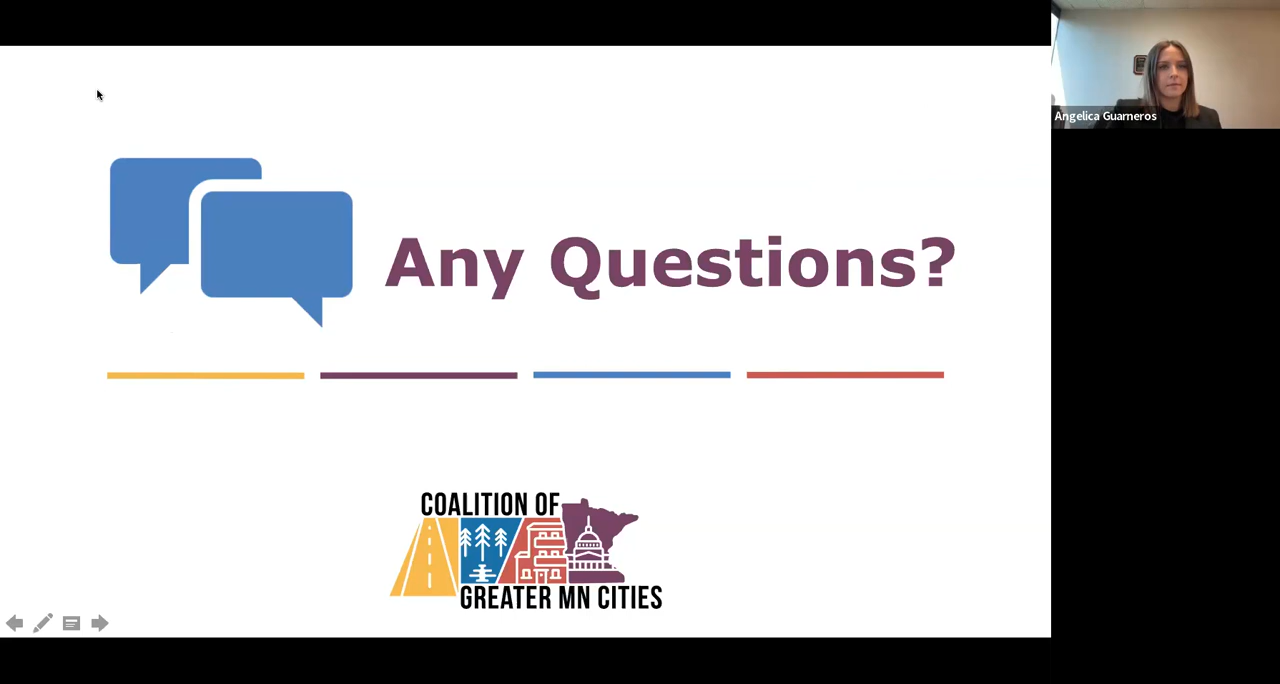 Angelica Guarneros
Any Questions?
COALITION OF
GREATER MN CITIES